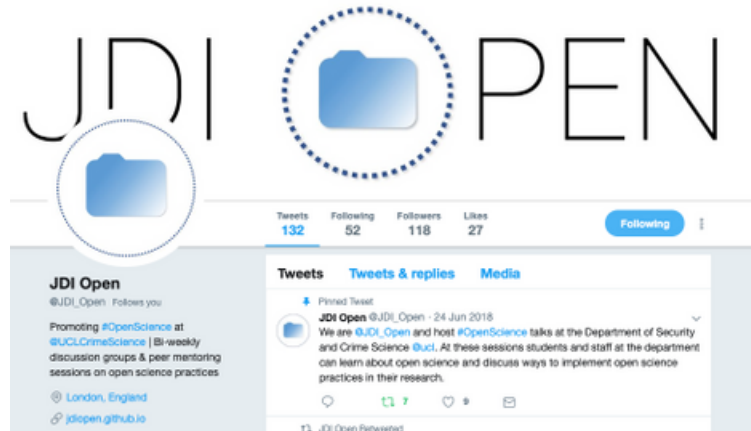 JDI OPEN
Tweets Following Followers Likes
132 52 118 27
Following
JDI Open
@JDI_Open Follows you
Promoting #OpenScience at
@UCLCrimeScience | Bi-weekly
discussion groups & peer mentoring
sessions on open science practices
London, England
jdiopen.github.io
Tweets Tweets & replies Media
Pinned Tweet
JDI Open @JDI_Open - 24 Jun 2018
We are @JDI_Open and host #OpenScience talks at the Department of Security
and Crime Science @ucl. At these sessions students and staff at the department
can learn about open science and discuss ways to implement open science
practices in their research.
7 9
JDI Open Retweeted